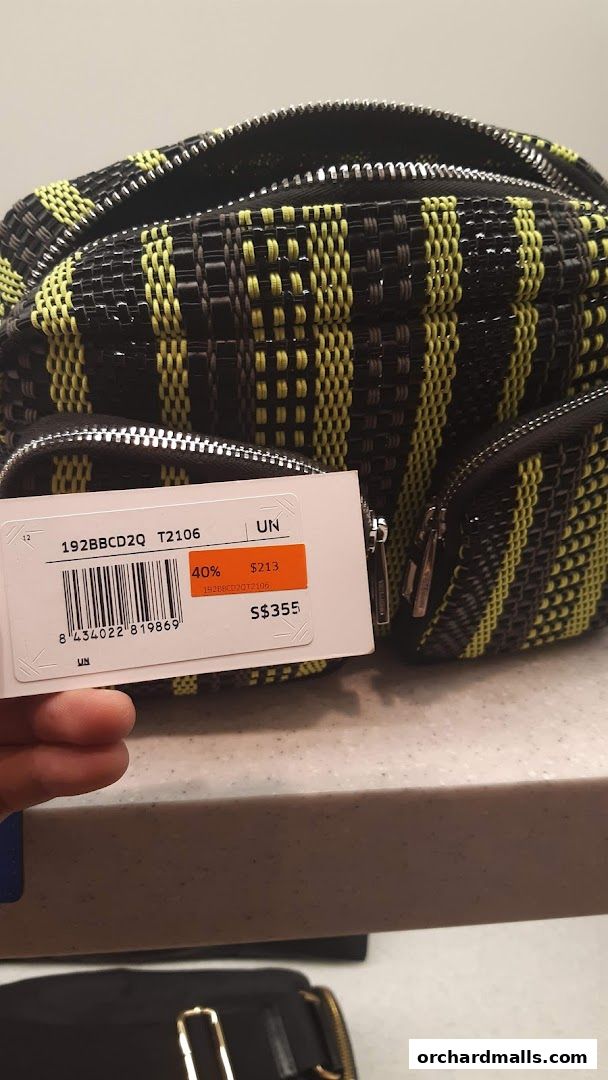 12
192BBCD2Q T2106 UN
40% $213
192BBCD2QT2106
S$355
8 434022 819869
UN
orchardmalls.com